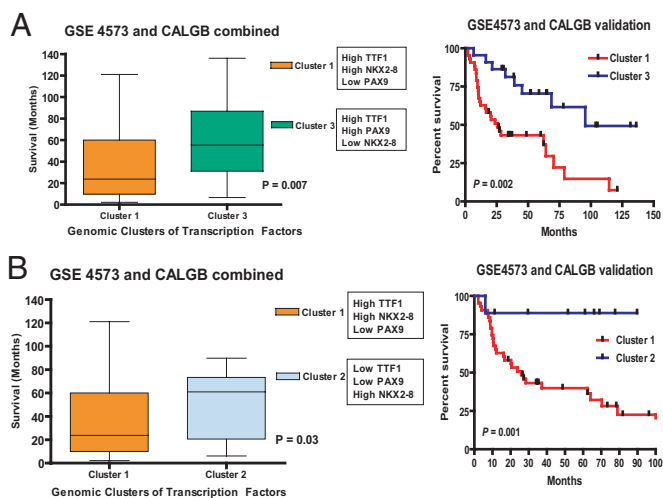 A
GSE 4573 and CALGB combined
Survival (Months)
140
120
100
80
60
40
20
0
Cluster 1
High TTF1
High NKX2-8
Low PAX9
Cluster 3
High TTF1
High PAX9
Low NKX2-8
P = 0.007
Cluster 1
Cluster 3
Genomic Clusters of Transcription Factors
GSE4573 and CALGB validation
Percent survival
100
75
50
25
0
Cluster 1
Cluster 3
P = 0.002
0 25 50 75 100 125 150
Months
B
GSE 4573 and CALGB combined
Survival (Months)
140
120
100
80
60
40
20
0
Cluster 1
High TTF1
High NKX2-8
Low PAX9
Cluster 2
Low TTF1
Low PAX9
High NKX2-8
P = 0.03
Cluster 1
Cluster 2
Genomic Clusters of Transcription Factors
GSE4573 and CALGB validation
Percent survival
100
75
50
25
0
Cluster 1
Cluster 2
P = 0.001
0 10 20 30 40 50 60 70 80 90 100
Months